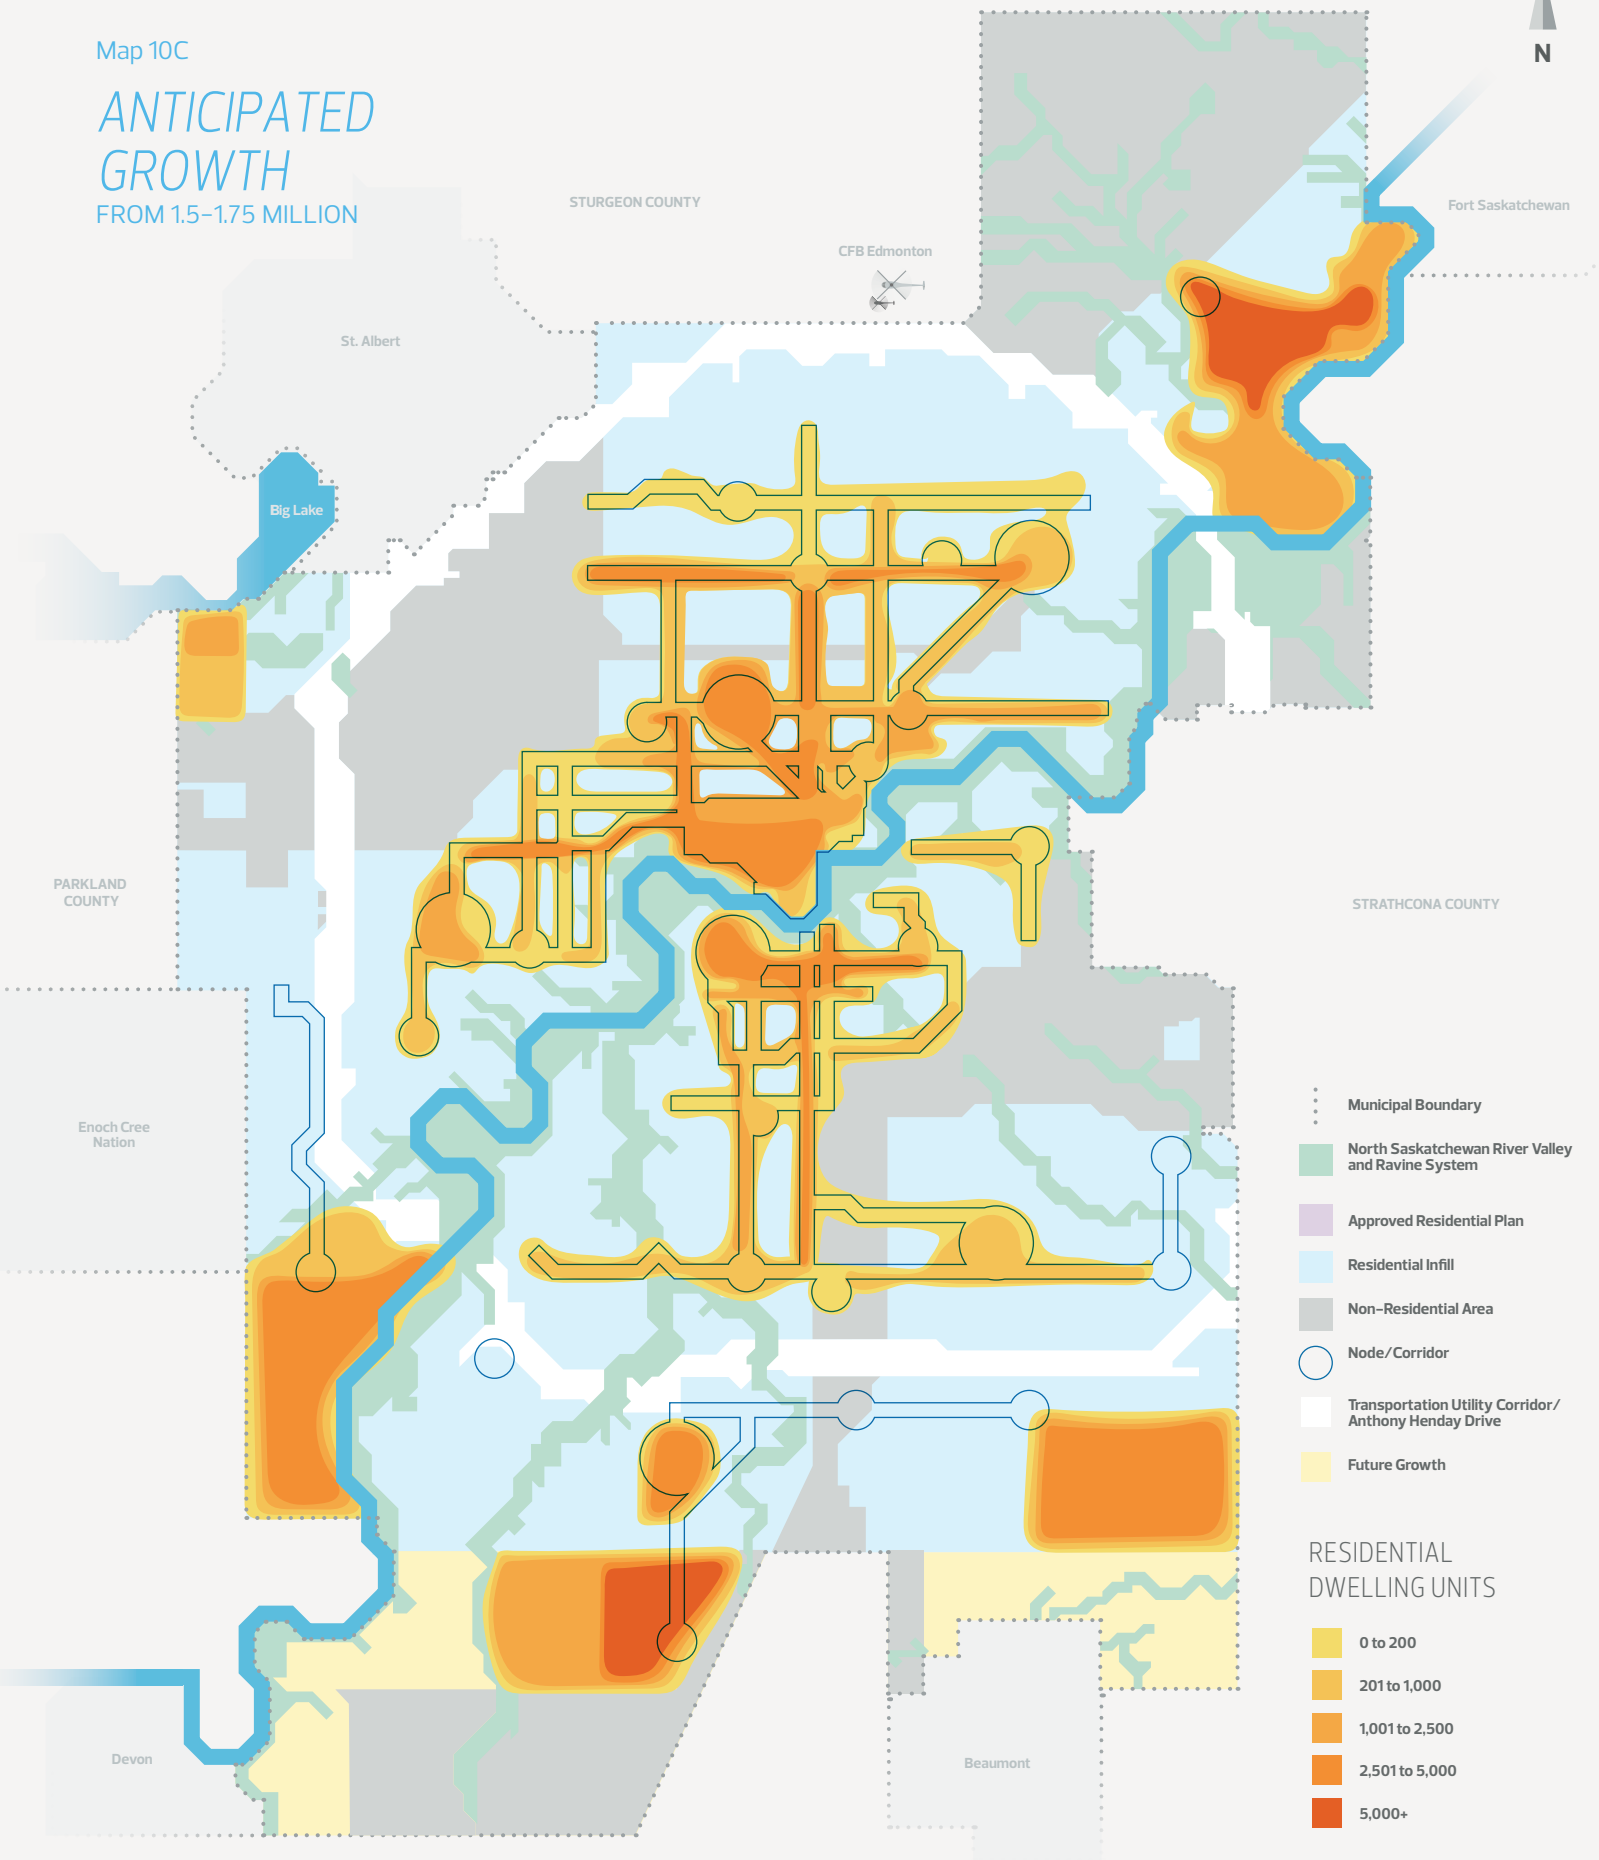 Map 10C
ANTICIPATED
GROWTH
FROM 1.5–1.75 MILLION
N
STURGEON COUNTY
Fort Saskatchewan
CFB Edmonton
St. Albert
Big Lake
PARKLAND
COUNTY
STRATHCONA COUNTY
Enoch Cree
Nation
Devon
Beaumont
Municipal Boundary
North Saskatchewan River Valley
and Ravine System
Approved Residential Plan
Residential Infill
Non-Residential Area
Node/Corridor
Transportation Utility Corridor/
Anthony Henday Drive
Future Growth
RESIDENTIAL
DWELLING UNITS
0 to 200
201 to 1,000
1,001 to 2,500
2,501 to 5,000
5,000+